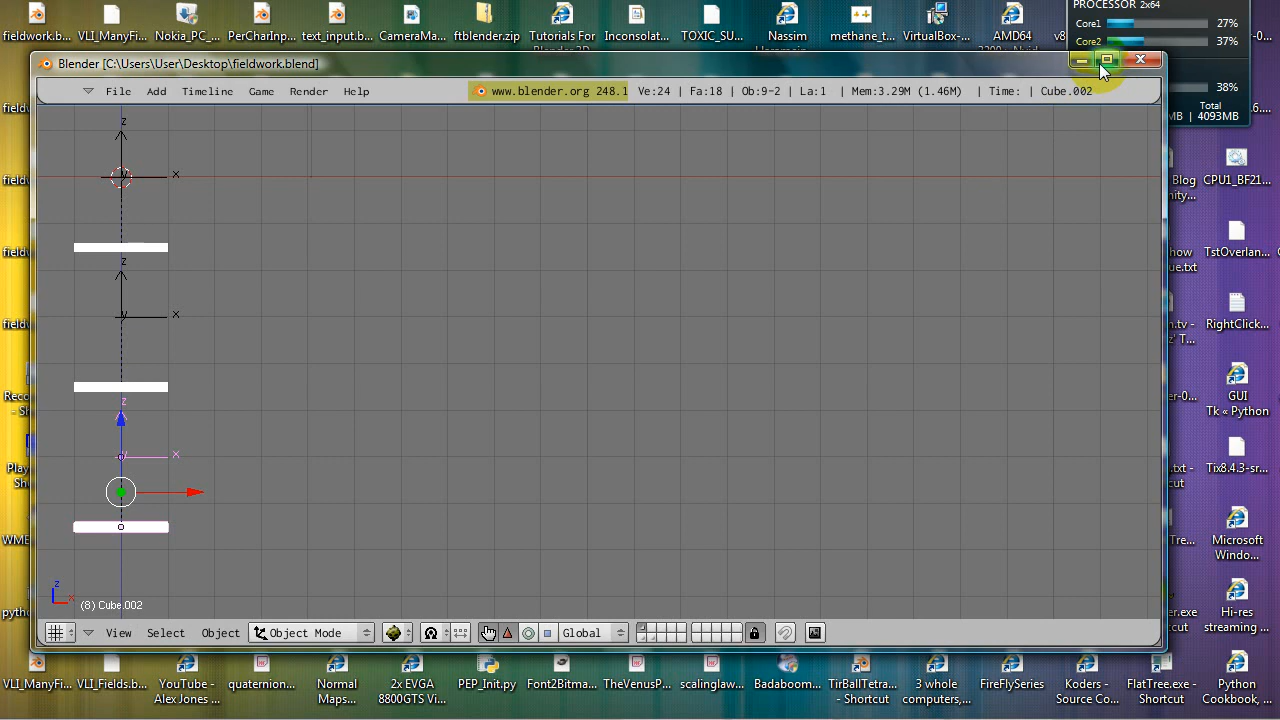 fieldwork.b...
VLI_ManyFi...
Nokia_PC_...
PerCharInp...
text_input.b...
CameraMa...
ftblender.zip
Tutorials For
Inconsolat...
TOXIC_SU...
Nassim
methane_t...
VirtualBox-...
AMD64
PROCESSOR 2x64
Core1 27%
Core2 37%
38%
Total
MB | 4093MB
Blender [C:\Users\User\Desktop\fieldwork.blend]
File Add Timeline Game Render Help
www.blender.org 248.1 Ve:24 | Fa:18 | Ob:9-2 | La:1 | Mem:3.29M (1.46M) | Time: | Cube.002
z
y x
z
y x
z
y x
z
x
(8) Cube.002
View Select Object Object Mode Global
Blog
CPU1_BF21...
TstOverlan...
RightClick...
GUI
Tk « Python
Tix8.4.3-sr...
Microsoft
Windo...
Hi-res
streaming ...
VLI_ManyFi...
VLI_Fields.b...
YouTube -
Alex Jones ...
quaternion...
Normal
Maps...
2x EVGA
8800GTS Vi...
PEP_Init.py
Font2Bitma...
TheVenusP...
scalinglaw...
Badaboom...
TirBallTetra...
- Shortcut
3 whole
computers,...
FireFlySeries
Koders -
Source Co...
FlatTree.exe -
Shortcut
Python
Cookbook, ...